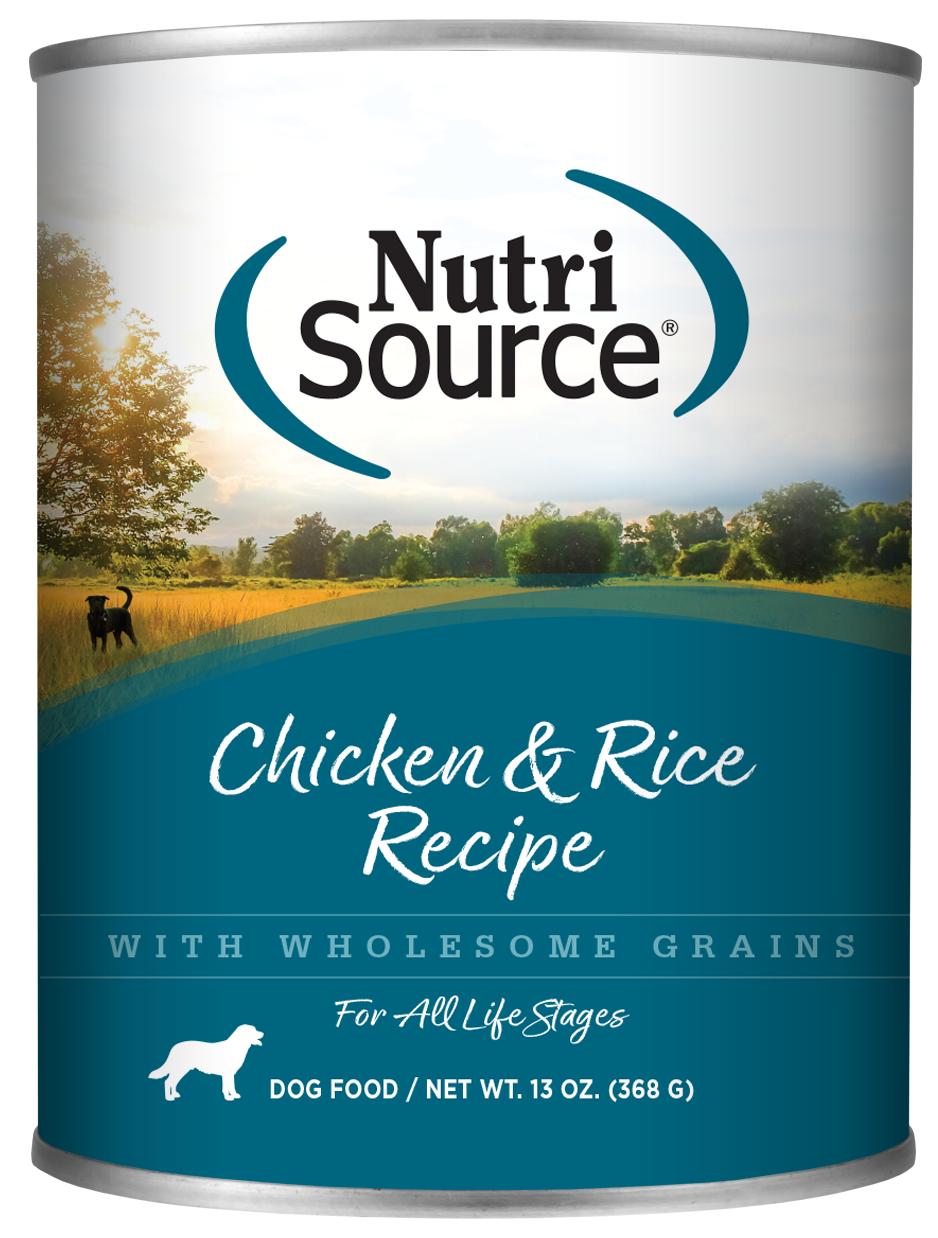 Nutri
Source®
Chicken & Rice
Recipe
WITH WHOLESOME GRAINS
For All Life Stages
DOG FOOD / NET WT. 13 OZ. (368 G)